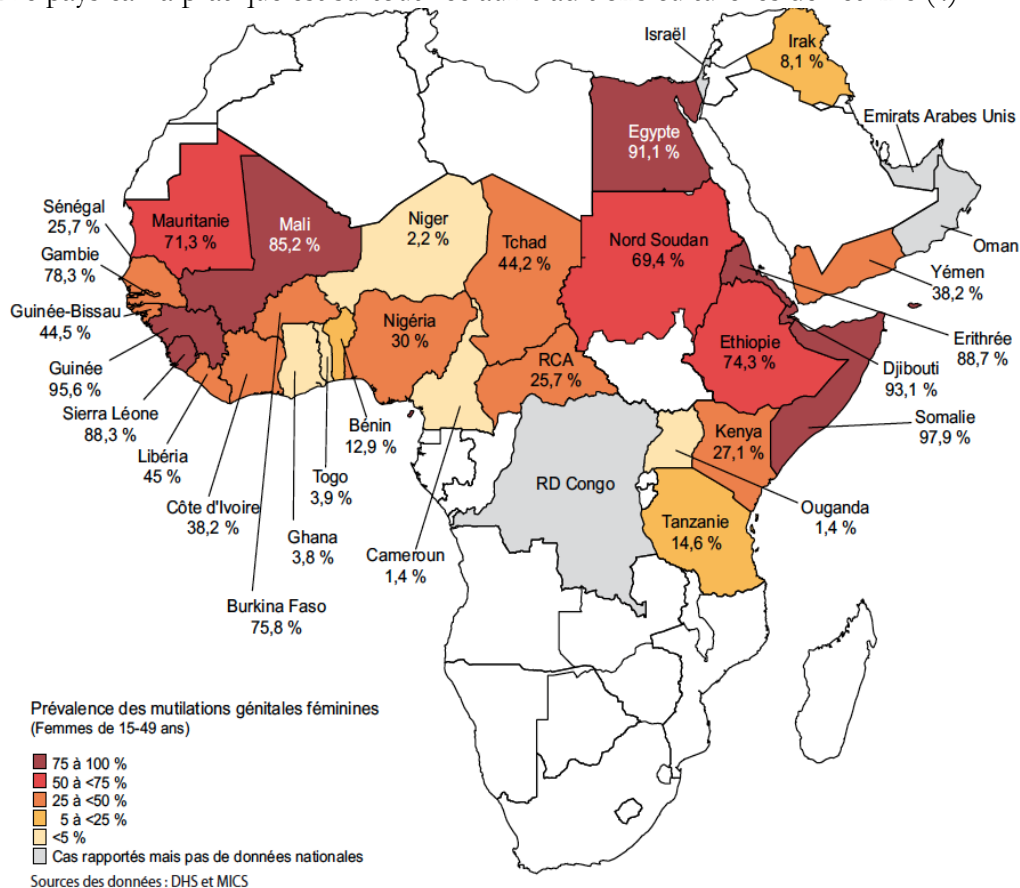 Israël
Irak
8,1 %
Emirats Arabes Unis
Egypte
91,1 %
Oman
Yémen
38,2 %
Erithrée
88,7 %
Djibouti
93,1 %
Somalie
97,9 %
Sénégal
25,7 %
Gambie
78,3 %
Guinée-Bissau
44,5 %
Guinée
95,6 %
Sierra Léone
88,3 %
Libéria
45 %
Côte d'Ivoire
38,2 %
Burkina Faso
75,8 %
Ghana
3,8 %
Togo
3,9 %
Bénin
12,9 %
Cameroun
1,4 %
Mauritanie
71,3 %
Mali
85,2 %
Niger
2,2 %
Tchad
44,2 %
Nord Soudan
69,4 %
Nigéria
30 %
RCA
25,7 %
Ethiopie
74,3 %
Kenya
27,1 %
Ouganda
1,4 %
RD Congo
Tanzanie
14,6 %
Prévalence des mutilations génitales féminines
(Femmes de 15-49 ans)
75 à 100 %
50 à <75 %
25 à <50 %
5 à <25 %
<5 %
Cas rapportés mais pas de données nationales
Sources des données : DHS et MICS